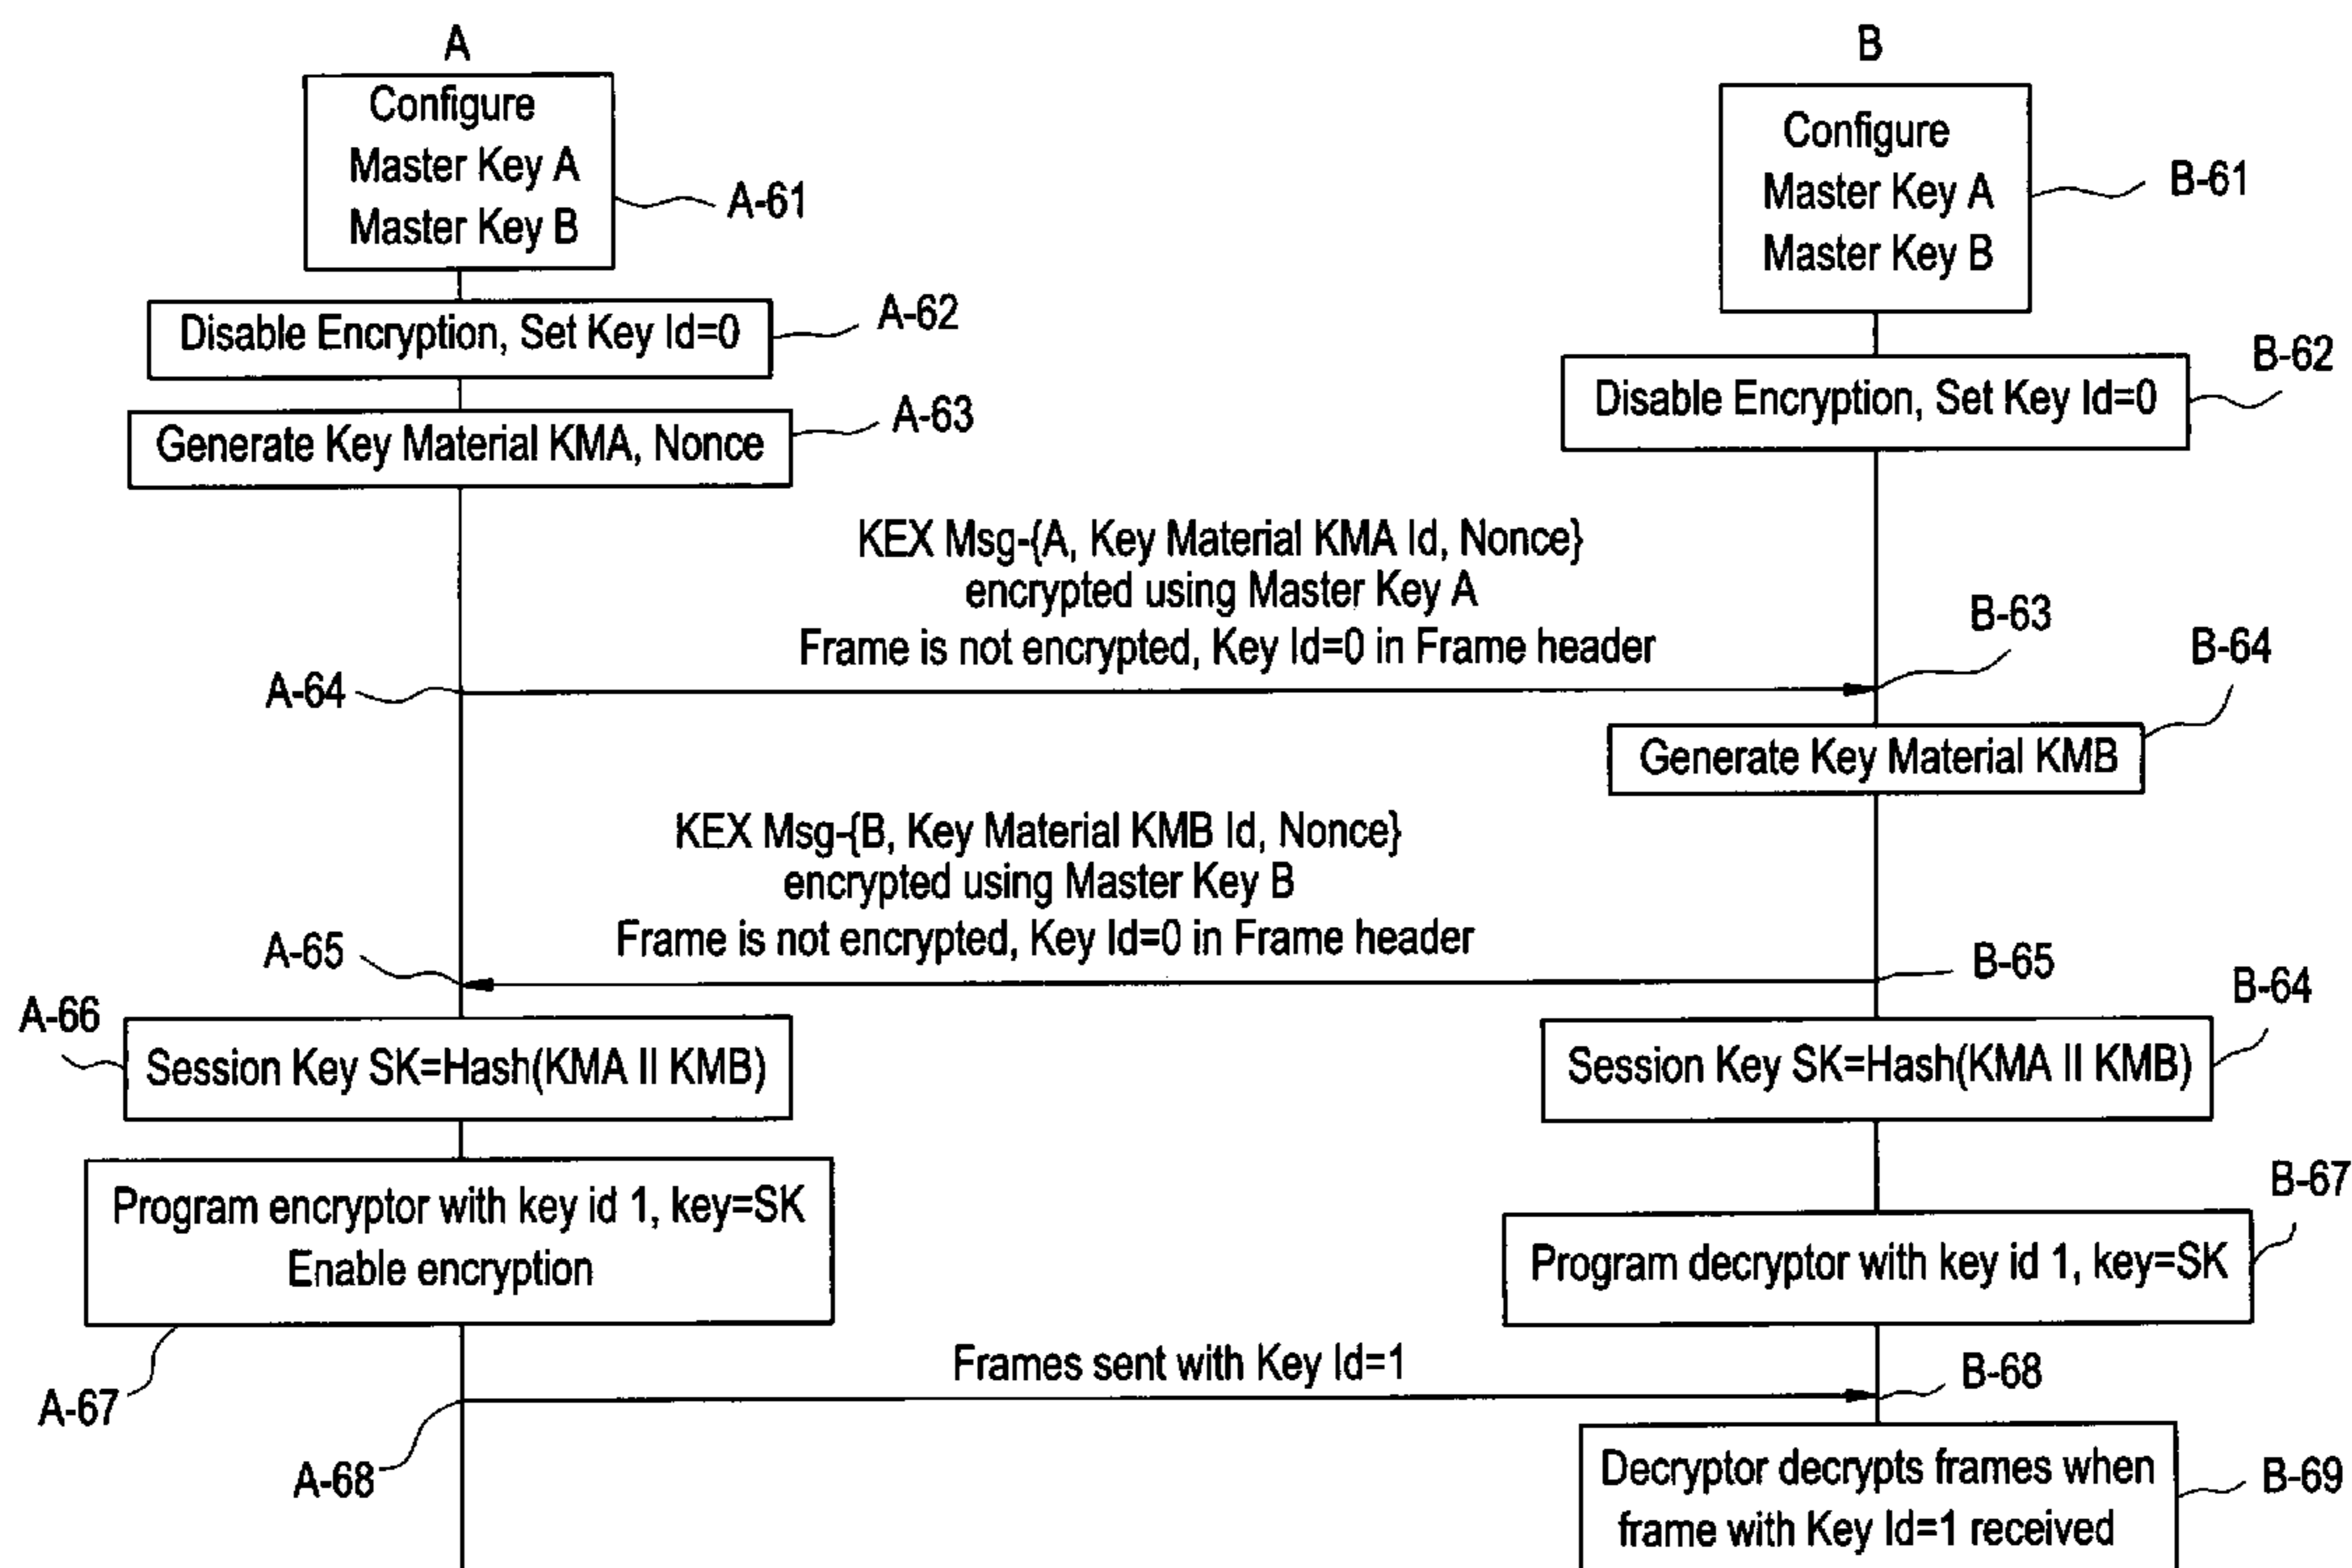 A
B
Configure
Master Key A
Master Key B
A-61
Configure
Master Key A
Master Key B
B-61
Disable Encryption, Set Key Id=0
A-62
Disable Encryption, Set Key Id=0
B-62
Generate Key Material KMA, Nonce
A-63
KEX Msg-{A, Key Material KMA Id, Nonce}
encrypted using Master Key A
Frame is not encrypted, Key Id=0 in Frame header
A-64
B-63
B-64
Generate Key Material KMB
KEX Msg-{B, Key Material KMB Id, Nonce}
encrypted using Master Key B
Frame is not encrypted, Key Id=0 in Frame header
A-65
B-65
A-66
Session Key SK=Hash(KMA II KMB)
B-64
Session Key SK=Hash(KMA II KMB)
Program encryptor with key id 1, key=SK
Enable encryption
A-67
B-67
Program decryptor with key id 1, key=SK
Frames sent with Key Id=1
A-68
B-68
Decryptor decrypts frames when
frame with Key Id=1 received
B-69